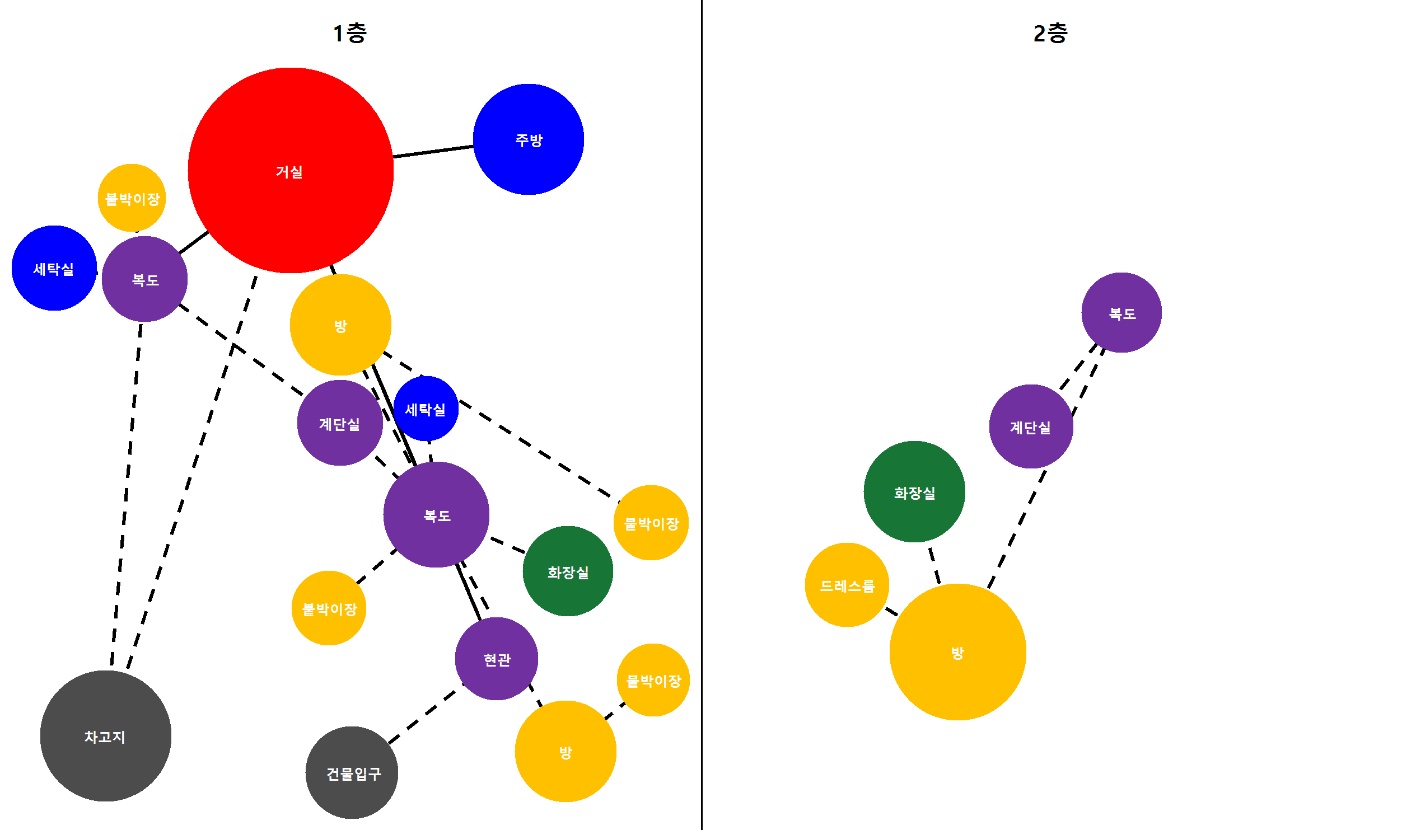 1층
2층
거실
주방
붙박이장
세탁실
복도
방
계단실
세탁실
복도
붙박이장
화장실
붙박이장
현관
붙박이장
차고지
건물입구
방
복도
계단실
화장실
드레스룸
방